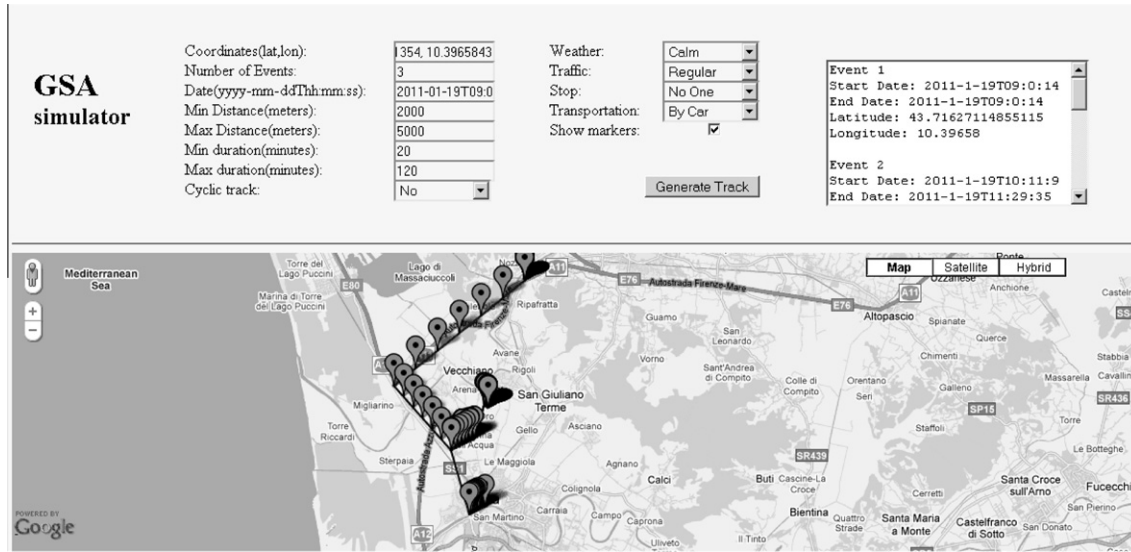 GSA
simulator
Coordinates(lat,lon): 1354, 10.3965843
Number of Events: 3
Date(yyyy-mm-ddThh:mm:ss): 2011-01-19T09:0
Min Distance(meters): 2000
Max Distance(meters): 5000
Min duration(minutes): 20
Max duration(minutes): 120
Cyclic track: No
Weather: Calm
Traffic: Regular
Stop: No One
Transportation: By Car
Show markers:
Generate Track
Event 1
Start Date: 2011-1-19T09:0:14
End Date: 2011-1-19T09:0:14
Latitude: 43.71627114855115
Longitude: 10.39658
Event 2
Start Date: 2011-1-19T10:11:9
End Date: 2011-1-19T11:29:35
Mediterranean
Sea
Torre del
Lago Puccini
Marina di Torre
del Lago Puccini
Lago di
Massaciuccoli
E80
A11
E76
Autostrada Firenze-Mare
E76
A11
Map
Satellite
Hybrid
Ponte
Uzzanese
Anchione
Altopascio
Spianate
Querce
Chimenti
Stabbia
Massarella
Cavallin
SR436
Galleno
Orentano
Seri
SP15
Torre
Staffoli
Le Botteghe
Ripafratta
Guamo
San
Leonardo
Vorno
Sant'Andrea
di Compito
Colle di
Compito
Avane
Rigoli
Vecchiano
Arena
San Giuliano
Terme
Migliarino
Torre
Riccardi
Gello
Asciano
Sterpaia
Le Maggiola
Agnano
Calci
Colignola
Buti
Cascine-La
Croce
SR439
Cerretti
Santa Croce
sull'Arno
Fucecchi
San Pierino
Bientina
Quattro
Strade
Santa Maria
a Monte
Castelfranco
di Sotto
San Donato
San Martino
Carraia
Campo
Caprona
Uliveto
Terme
Il Tinto
A12
POWERED BY
Google
+
−